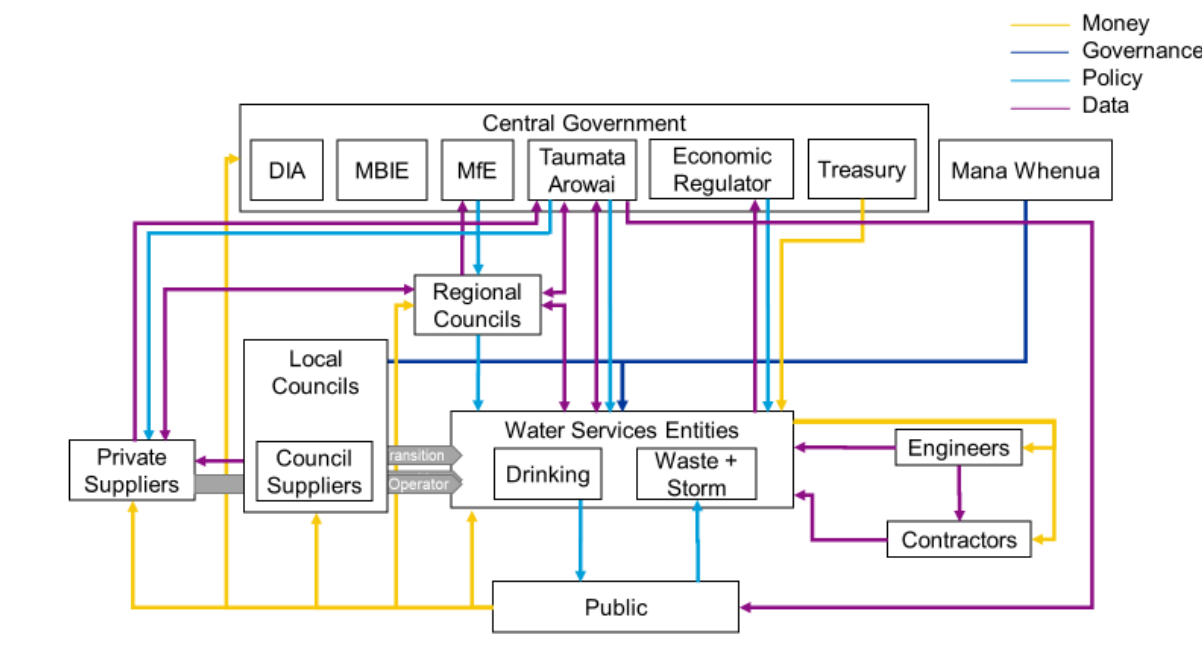 Money
Governance
Policy
Data
Central Government
DIA
MBIE
MfE
Taumata
Arowai
Economic
Regulator
Treasury
Mana Whenua
Regional
Councils
Local
Councils
Water Services Entities
Private
Suppliers
Council
Suppliers
ransition
Operator
Drinking
Waste +
Storm
Engineers
Contractors
Public